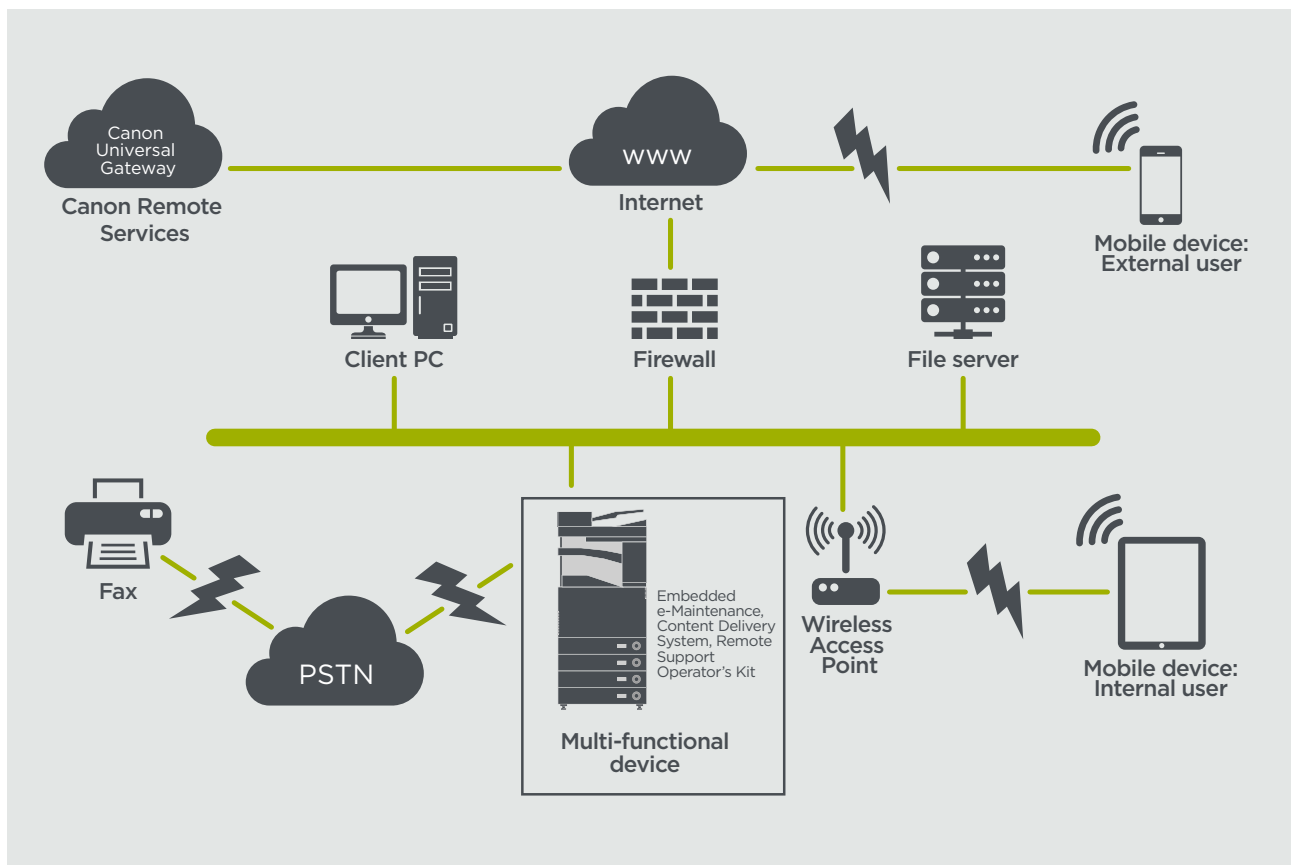 Canon
Universal
Gateway
Canon Remote
Services
www
Internet
Mobile device:
External user
Client PC
Firewall
File server
Fax
PSTN
Embedded
e-Maintenance,
Content Delivery
System, Remote
Support
Operator's Kit
Multi-functional
device
Wireless
Access
Point
Mobile device:
Internal user